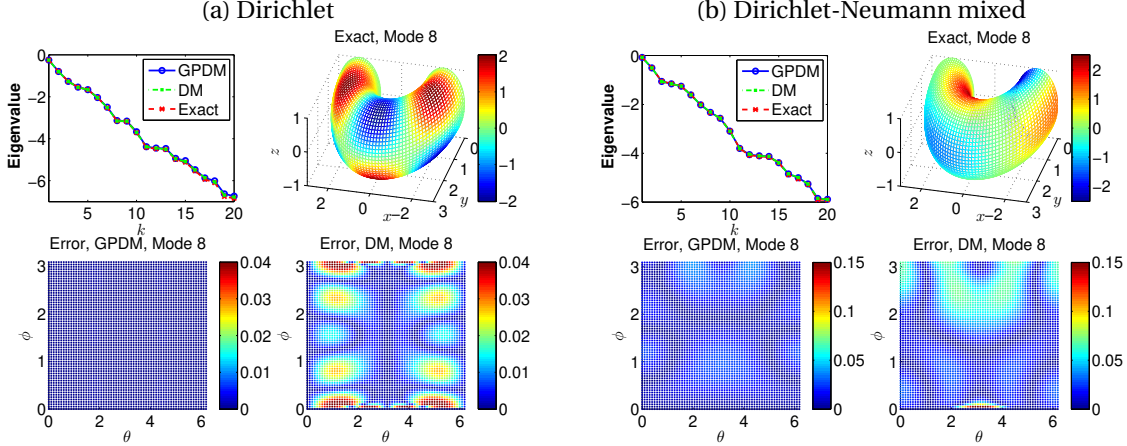 (a) Dirichlet
(b) Dirichlet-Neumann mixed
Exact, Mode 8
0
−2
−4
−6
Eigenvalue
GPDM
DM
Exact
5 10 15 20
k
1
0
−1
z
2 0 −2
x
0 1 2 3
y
2
1
0
−1
−2
Exact, Mode 8
0
−2
−4
−6
Eigenvalue
GPDM
DM
Exact
5 10 15 20
k
1
0
−1
z
2 0 −2
x
0 1 2 3
y
2
1
0
−1
−2
Error, GPDM, Mode 8
3
2
1
0
ϕ
0 2 4 6
θ
0.04
0.03
0.02
0.01
0
Error, DM, Mode 8
3
2
1
0
ϕ
0 2 4 6
θ
0.04
0.03
0.02
0.01
0
Error, GPDM, Mode 8
3
2
1
0
ϕ
0 2 4 6
θ
0.15
0.10
0.05
0
Error, DM, Mode 8
3
2
1
0
ϕ
0 2 4 6
θ
0.15
0.10
0.05
0